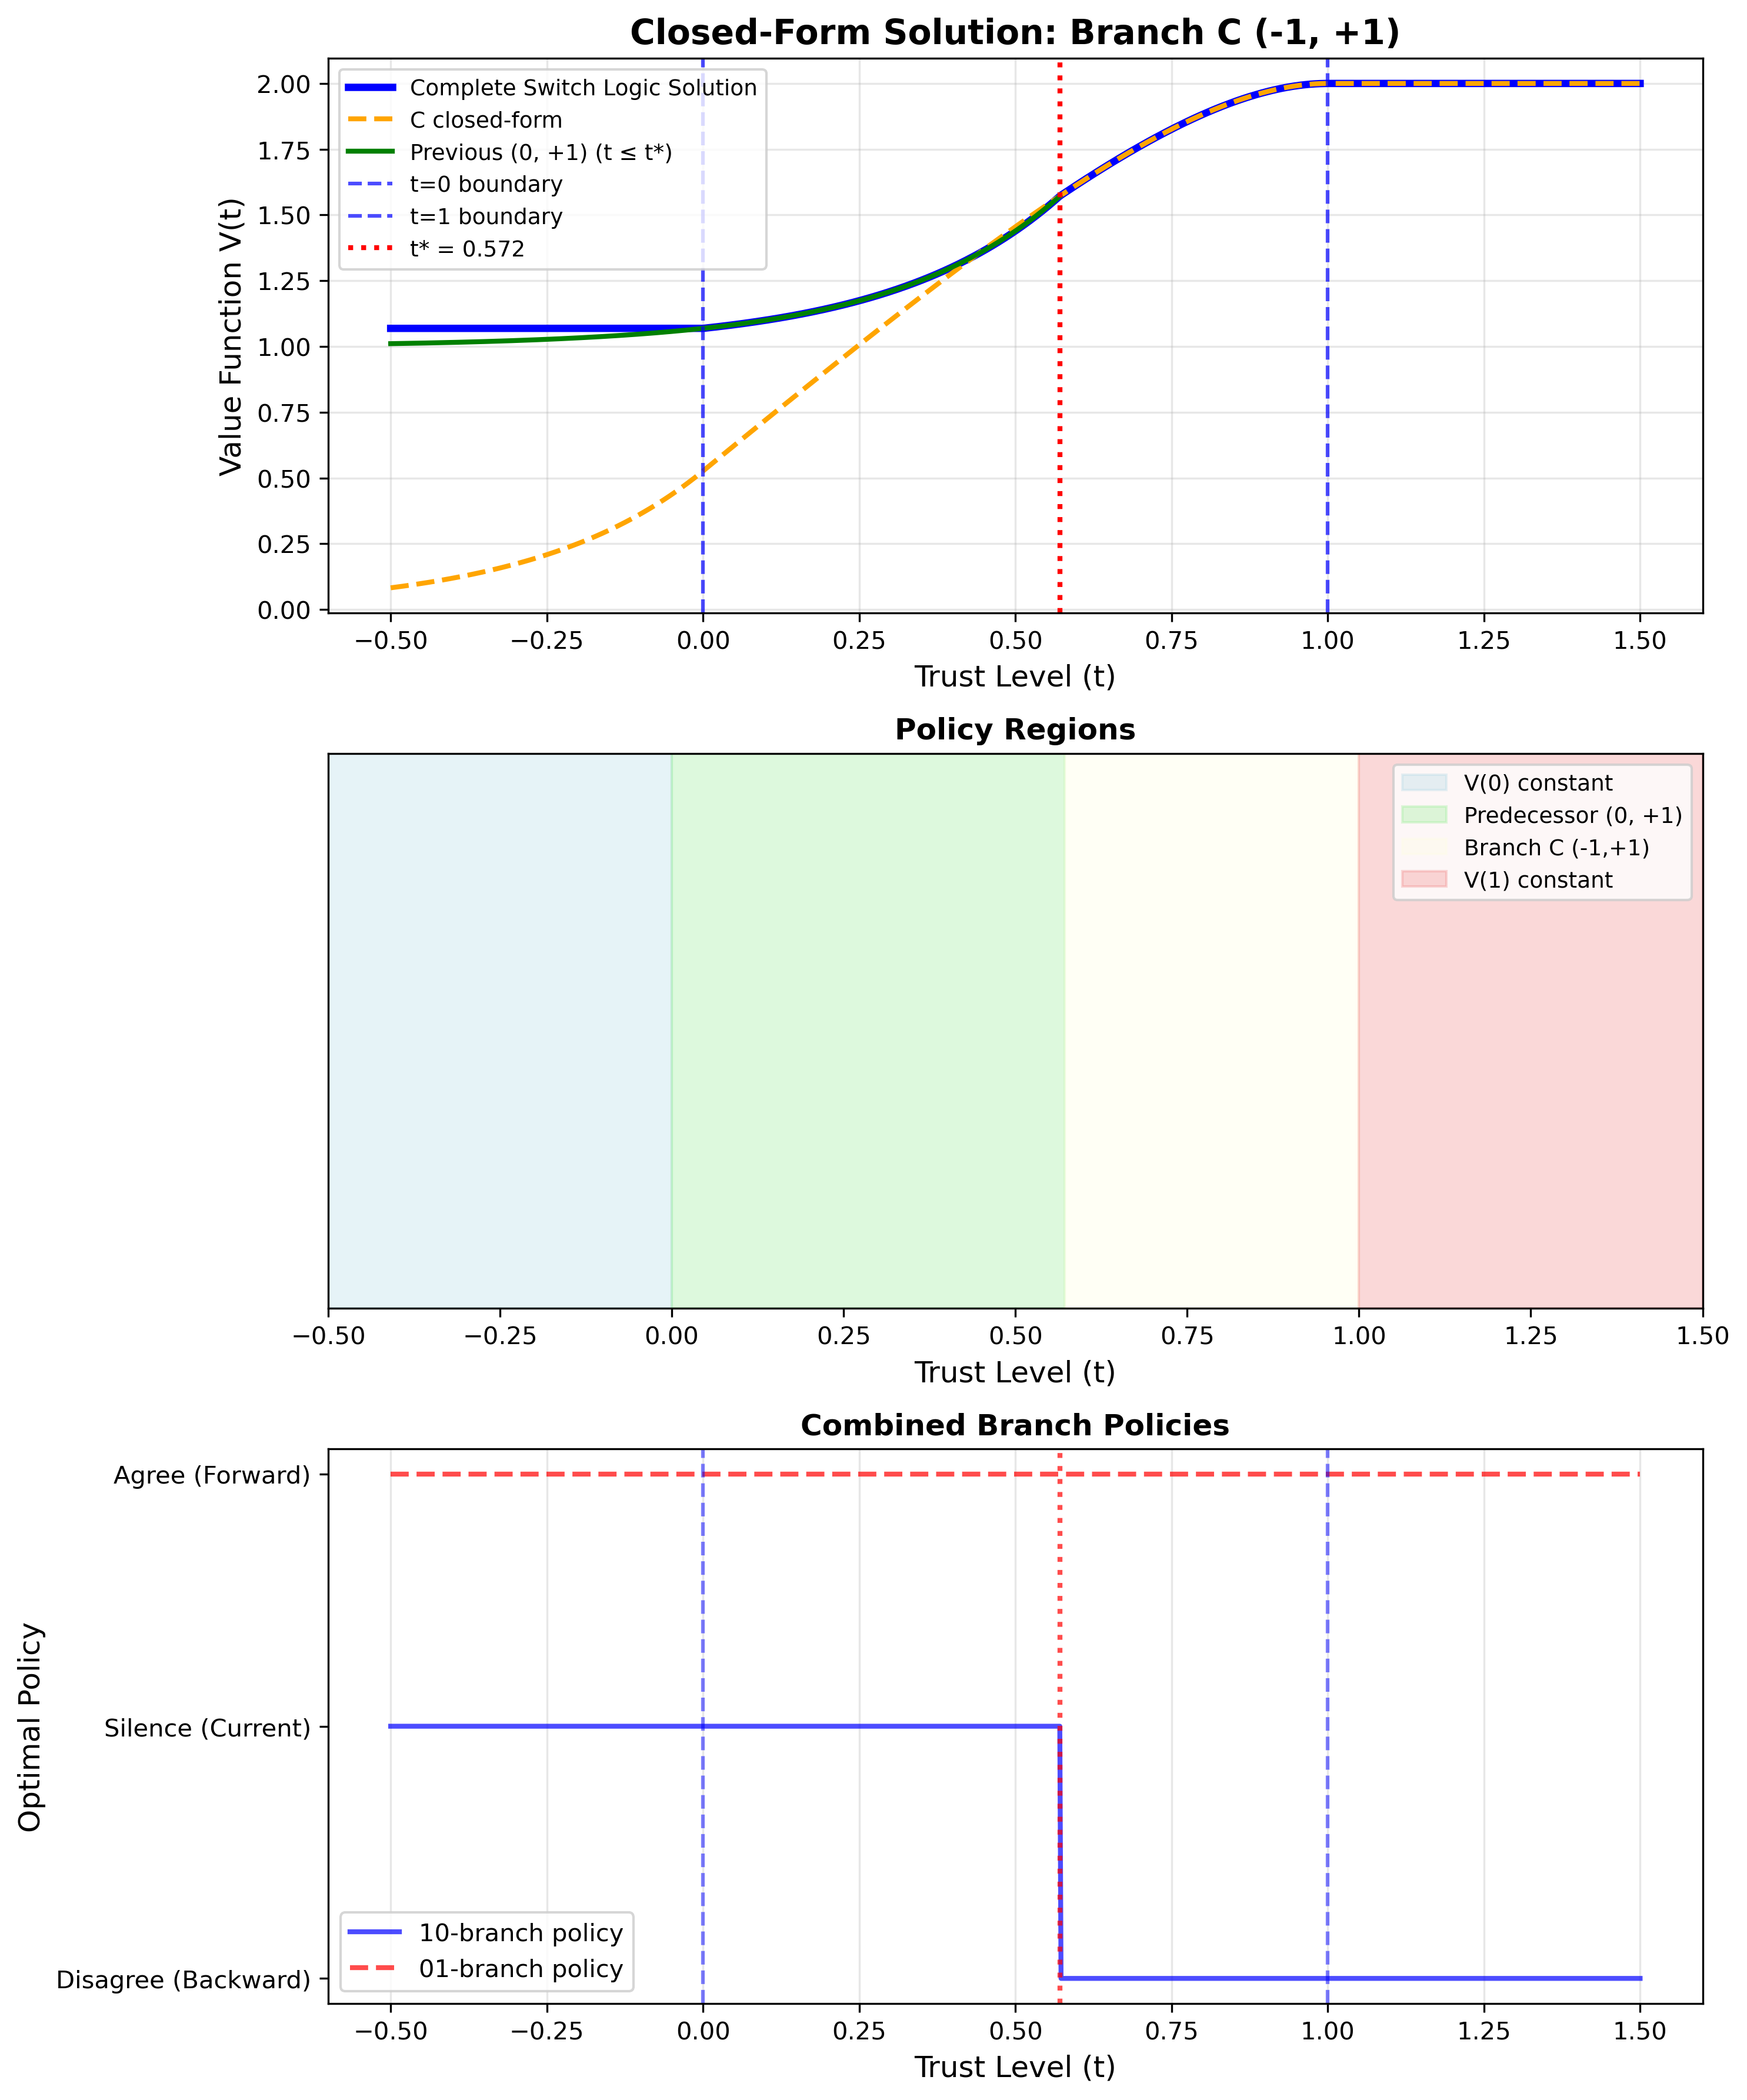 Closed-Form Solution: Branch C (-1, +1)
Value Function V(t)
2.00
1.75
1.50
1.25
1.00
0.75
0.50
0.25
0.00
Complete Switch Logic Solution
C closed-form
Previous (0, +1) (t ≤ t*)
t=0 boundary
t=1 boundary
t* = 0.572
−0.50 −0.25 0.00 0.25 0.50 0.75 1.00 1.25 1.50
Trust Level (t)
Policy Regions
V(0) constant
Predecessor (0, +1)
Branch C (-1,+1)
V(1) constant
−0.50 −0.25 0.00 0.25 0.50 0.75 1.00 1.25 1.50
Trust Level (t)
Combined Branch Policies
Optimal Policy
Agree (Forward)
Silence (Current)
Disagree (Backward)
10-branch policy
01-branch policy
−0.50 −0.25 0.00 0.25 0.50 0.75 1.00 1.25 1.50
Trust Level (t)